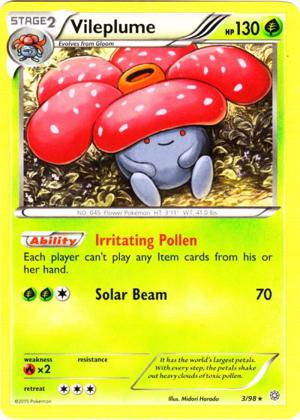 STAGE2 Vileplume HP 130
Evolves from Gloom
NO. 045 Flower Pokémon HT. 3'11" WT. 41.0 lbs.
Ability Irritating Pollen
Each player can't play any Item cards from his or
her hand.
Solar Beam 70
weakness resistance
×2
retreat
It has the world's largest petals.
With every step, the petals shake
out heavy clouds of toxic pollen.
©2015 Pokémon Illus. Midori Harada 3/98 ★